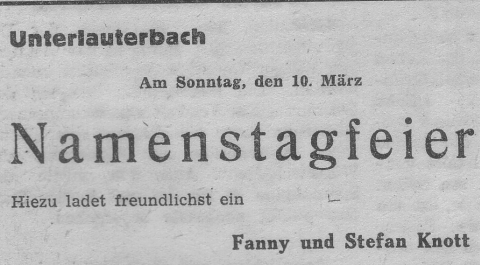 Unterlauterbach
Am Sonntag, den 10. März
Namenstagfeier
Hiezu ladet freundlichst ein
Fanny und Stefan Knott